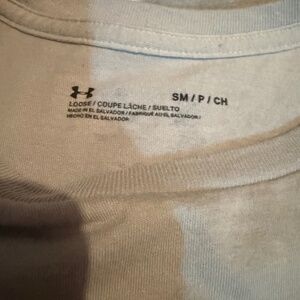 SM / P / CH
LOOSE / COUPE LÂCHE / SUELTO
MADE IN EL SALVADOR / FABRIQUÉ AU EL SALVADOR /
HECHO EN EL SALVADOR